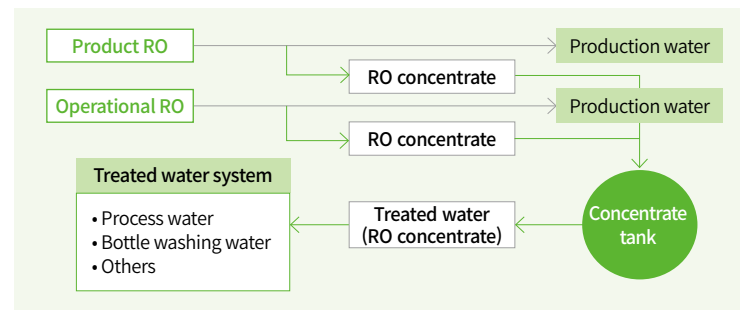 Product RO
Production water
RO concentrate
Operational RO
Production water
RO concentrate
Treated water system
• Process water
• Bottle washing water
• Others
Treated water
(RO concentrate)
Concentrate
tank